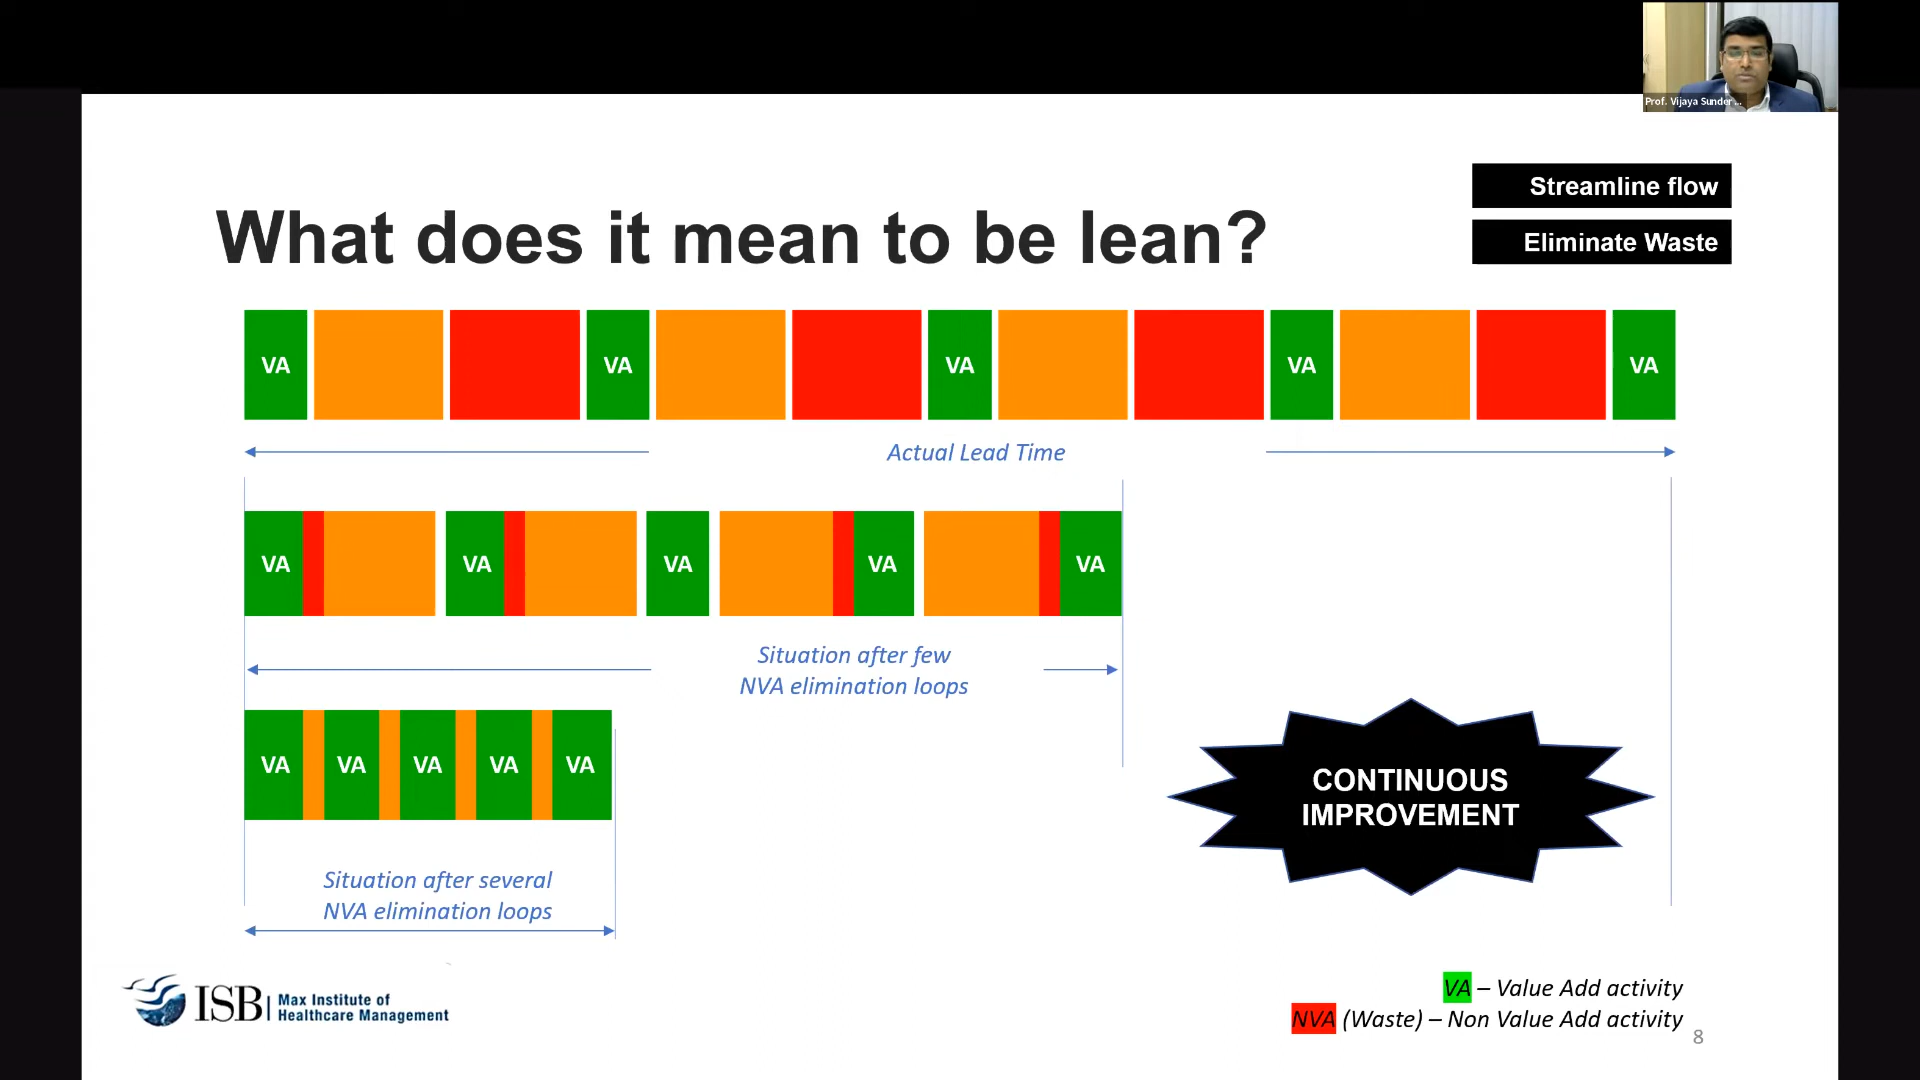 Prof. Vijaya Sunder ...
Streamline flow
Eliminate Waste
What does it mean to be lean?
VA VA VA VA VA
Actual Lead Time
VA VA VA VA VA
Situation after few
NVA elimination loops
VA VA VA VA VA
CONTINUOUS
IMPROVEMENT
Situation after several
NVA elimination loops
ISB Max Institute of
Healthcare Management
VA – Value Add activity
NVA (Waste) – Non Value Add activity
8